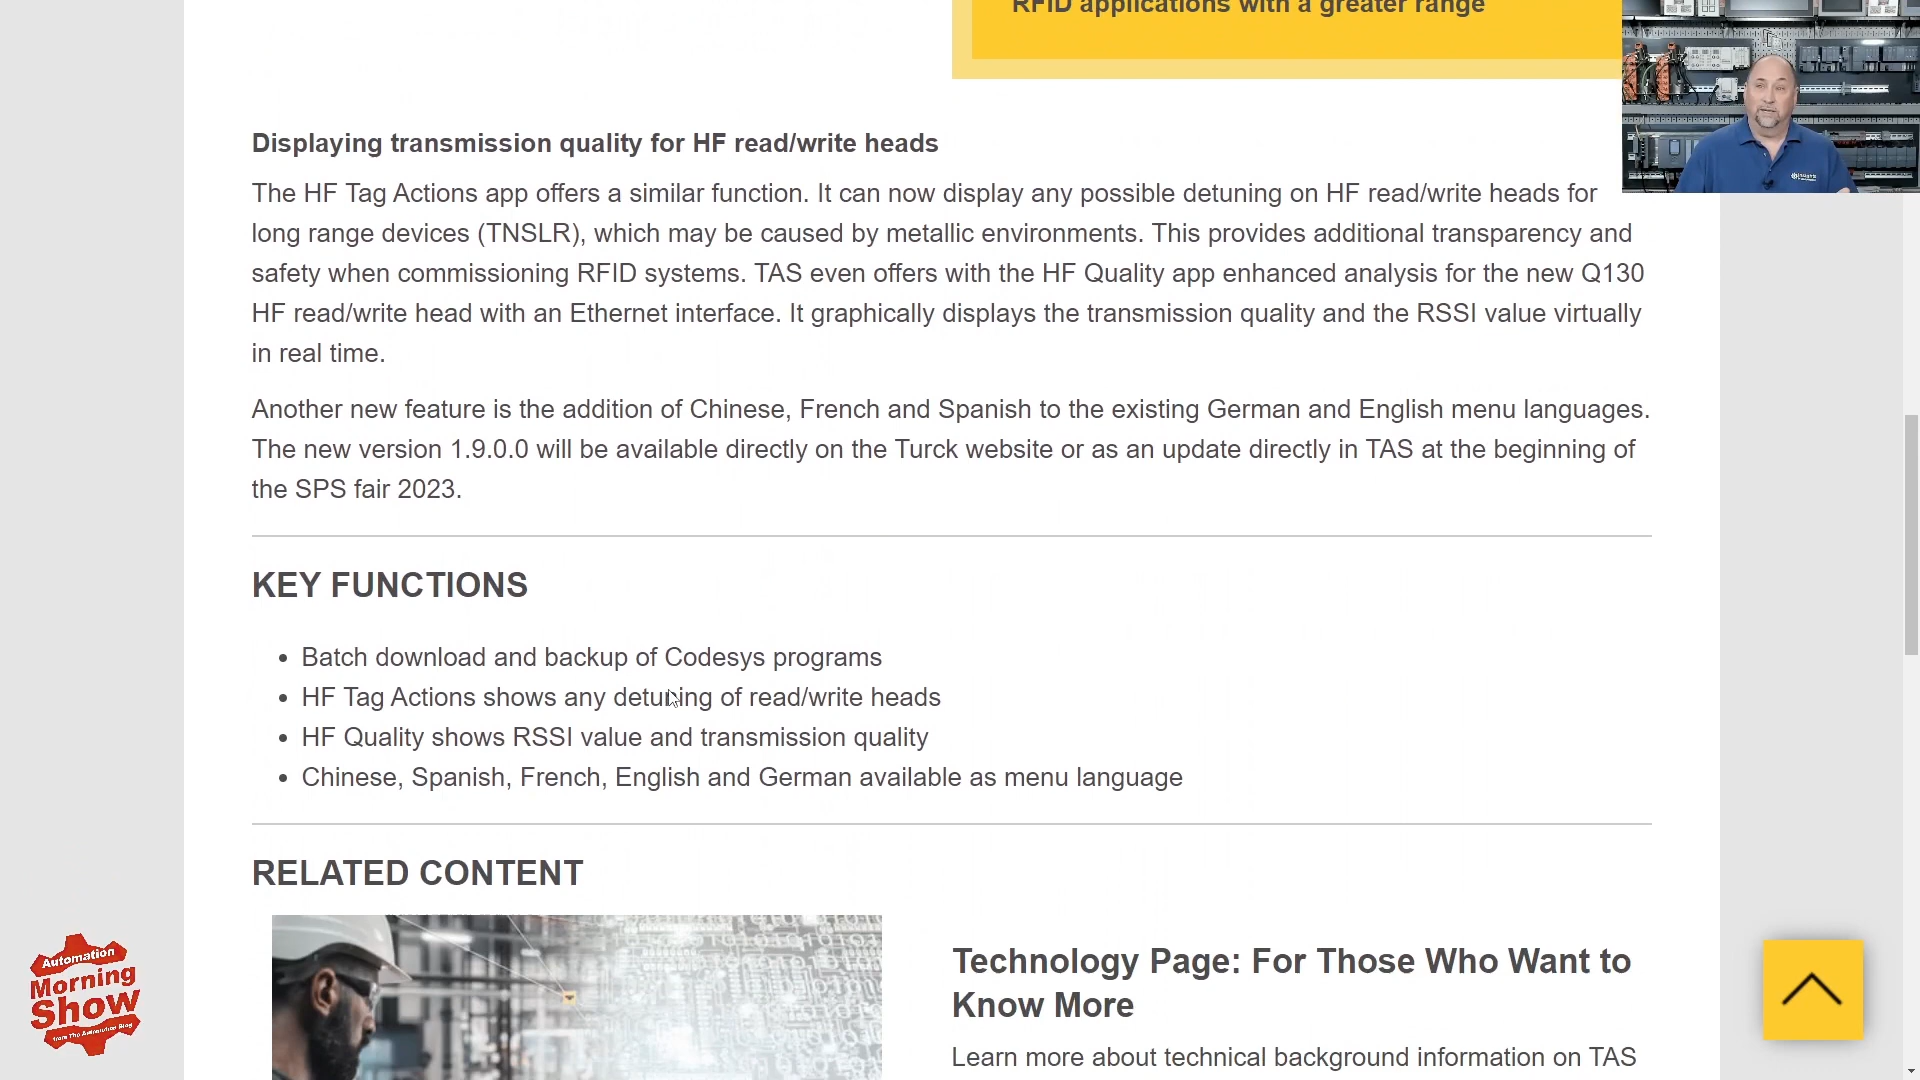 RFID applications with a greater range
Displaying transmission quality for HF read/write heads
The HF Tag Actions app offers a similar function. It can now display any possible detuning on HF read/write heads for
long range devices (TNSLR), which may be caused by metallic environments. This provides additional transparency and
safety when commissioning RFID systems. TAS even offers with the HF Quality app enhanced analysis for the new Q130
HF read/write head with an Ethernet interface. It graphically displays the transmission quality and the RSSI value virtually
in real time.
Another new feature is the addition of Chinese, French and Spanish to the existing German and English menu languages.
The new version 1.9.0.0 will be available directly on the Turck website or as an update directly in TAS at the beginning of
the SPS fair 2023.
KEY FUNCTIONS
• Batch download and backup of Codesys programs
• HF Tag Actions shows any detuning of read/write heads
• HF Quality shows RSSI value and transmission quality
• Chinese, Spanish, French, English and German available as menu language
RELATED CONTENT
Technology Page: For Those Who Want to
Know More
Learn more about technical background information on TAS
Automation
Morning
Show
from The Automation Blog